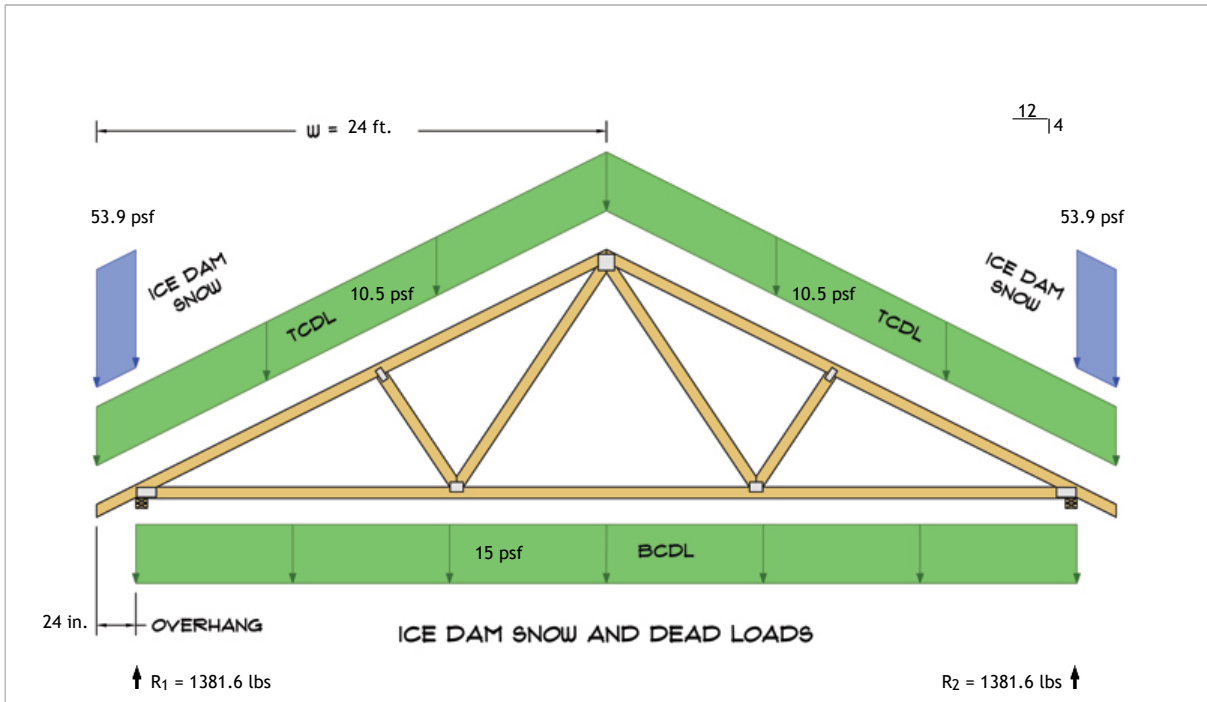 W = 24 ft.
12
4
53.9 psf
53.9 psf
ICE DAM
SNOW
ICE DAM
SNOW
10.5 psf
10.5 psf
TCDL
TCDL
15 psf
BCDL
24 in.
OVERHANG
ICE DAM SNOW AND DEAD LOADS
R1 = 1381.6 lbs
R2 = 1381.6 lbs